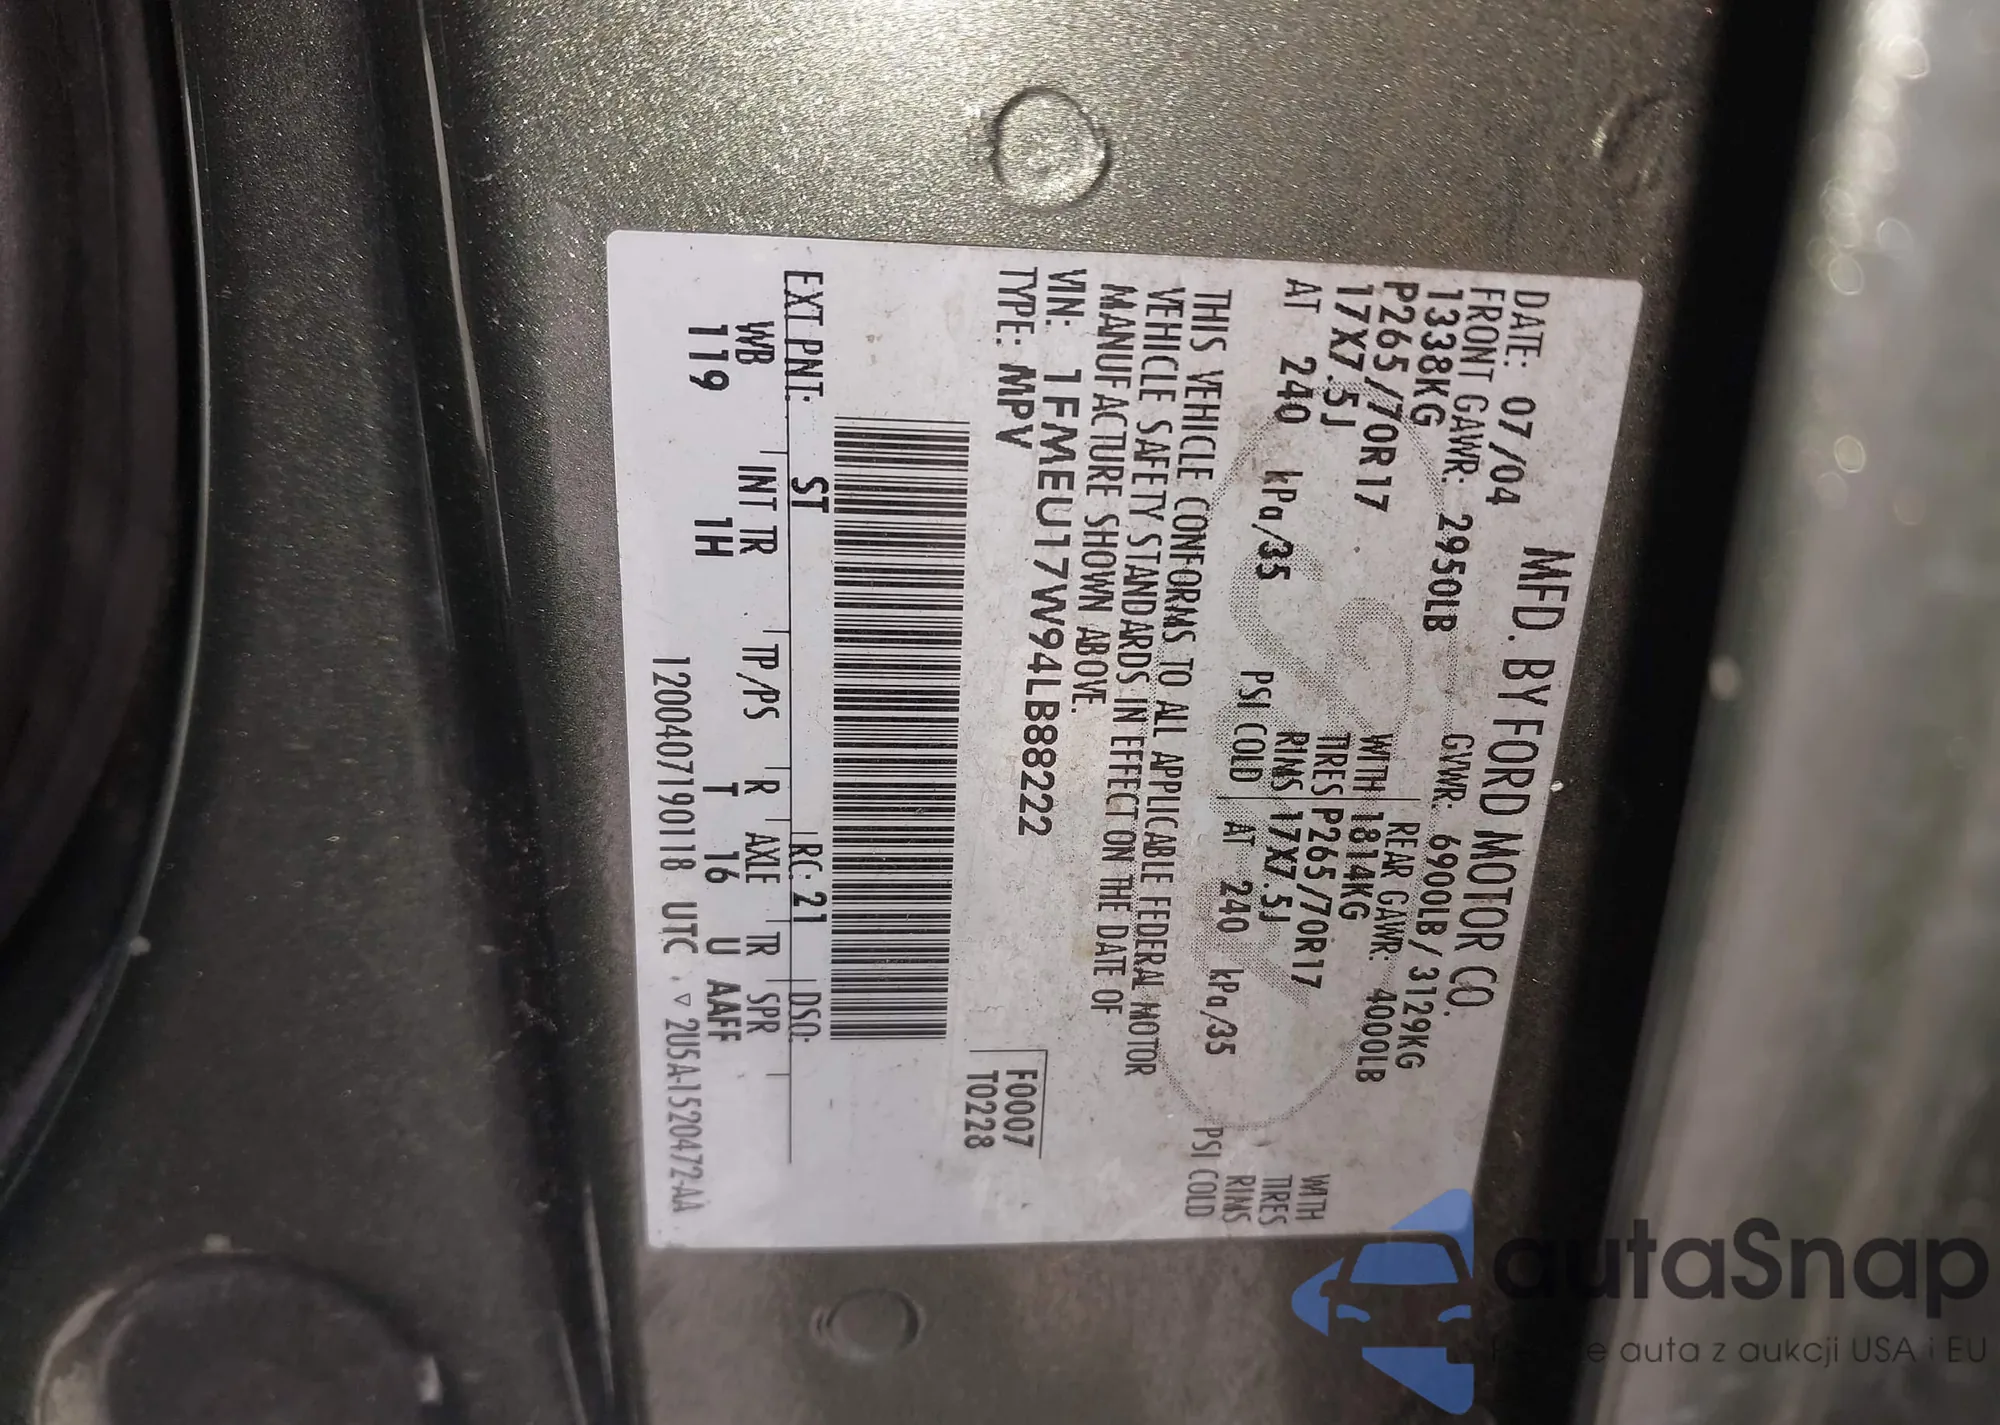 MFD. BY FORD MOTOR CO.
DATE: 07/04 GVWR: 6900LB / 3129KG
FRONT GAWR: 2950LB REAR GAWR: 4000LB
1338KG WITH 1814KG WITH
P265/70R17 TIRES P265/70R17 TIRES
17X7.5J RIMS 17X7.5J RIMS
AT 240 kPa/35 PSI COLD AT 240 kPa/35 PSI COLD
THIS VEHICLE CONFORMS TO ALL APPLICABLE FEDERAL MOTOR
VEHICLE SAFETY STANDARDS IN EFFECT ON THE DATE OF
MANUFACTURE SHOWN ABOVE.
VIN: 1FMEU17W94LB88222
TYPE: MPV
F0007
T0228
EXT PNT: ST RC: 21 DSO:
WB INT TR TP/PS R AXLE TR SPR
119 1H T 16 U AAFF
120040719018 UTC ▽ 2U5A-1520472-AA
autaSnap
auta z aukcji USA i EU